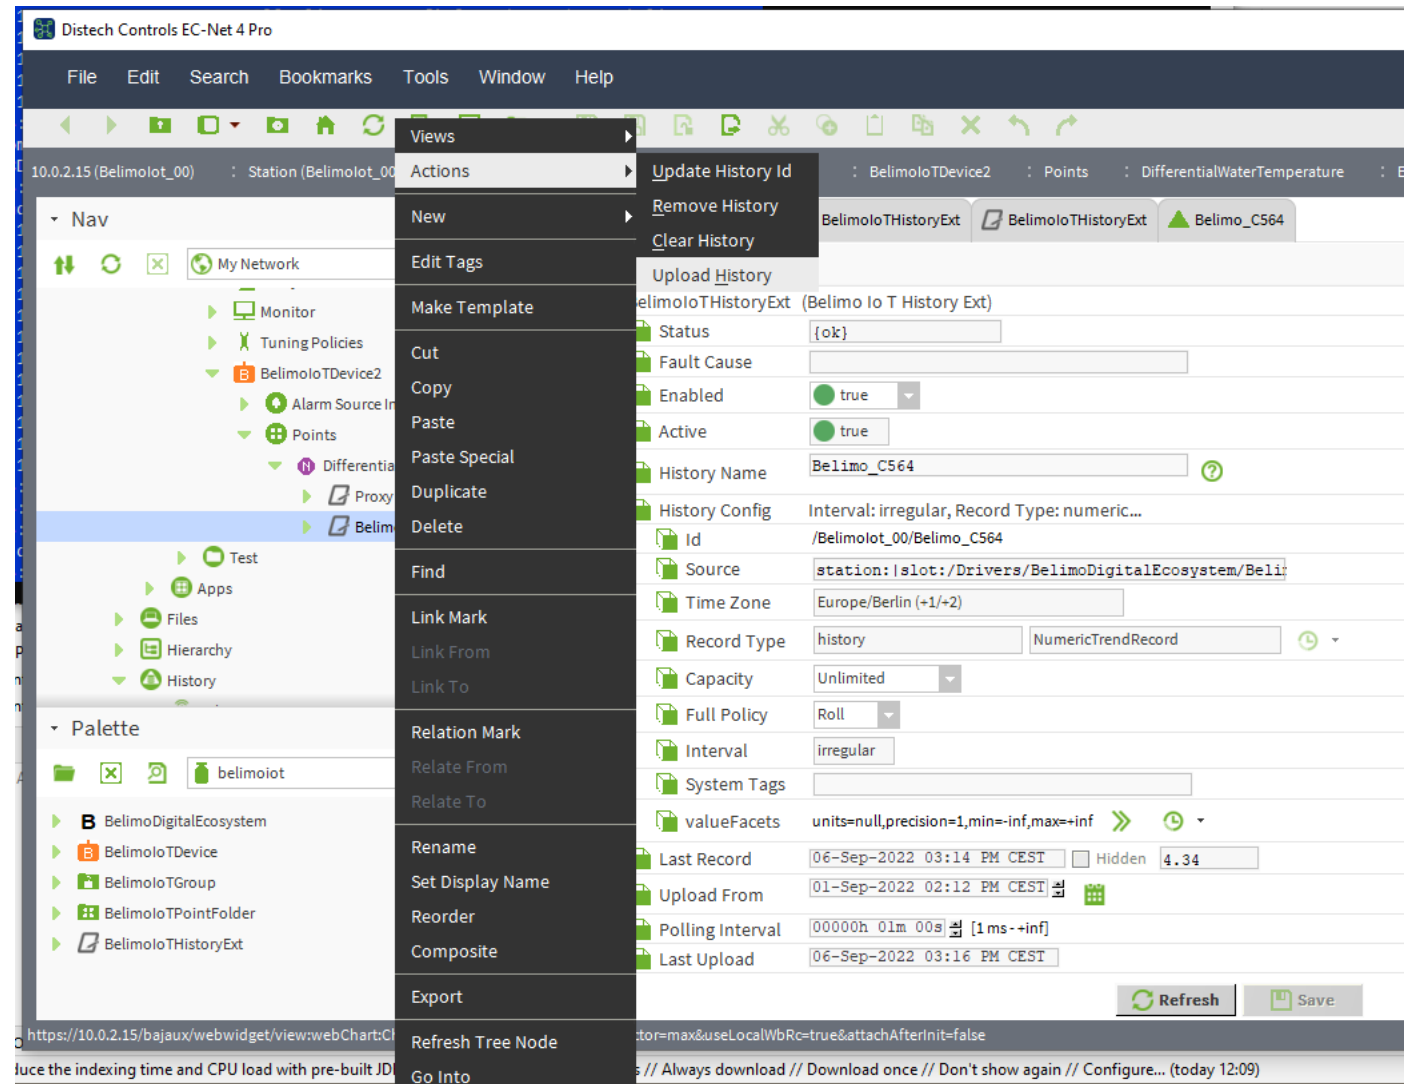 Distech Controls EC-Net 4 Pro
File Edit Search Bookmarks Tools Window Help
10.0.2.15 (BelimoIot_00) : Station (BelimoIot_00 : BelimoIoTDevice2 : Points : DifferentialWaterTemperature :
Nav
My Network
Monitor
Tuning Policies
BelimoIoTDevice2
Alarm Source In
Points
Differentia
Proxy
Belim
Test
Apps
Files
Hierarchy
History
Palette
belimoiot
BelimoDigitalEcosystem
BelimoIoTDevice
BelimoIoTGroup
BelimoIoTPointFolder
BelimoIoTHistoryExt
Views
Actions
New
Edit Tags
Make Template
Cut
Copy
Paste
Paste Special
Duplicate
Delete
Find
Link Mark
Link From
Link To
Relation Mark
Relate From
Relate To
Rename
Set Display Name
Reorder
Composite
Export
Refresh Tree Node
Go Into
Update History Id
Remove History
Clear History
Upload History
BelimoIoTHistoryExt BelimoIoTHistoryExt Belimo_C564
elimoIoTHistoryExt (Belimo Io T History Ext)
Status {ok}
Fault Cause
Enabled true
Active true
History Name Belimo_C564
History Config Interval: irregular, Record Type: numeric...
Id /BelimoIot_00/Belimo_C564
Source station:|slot:/Drivers/BelimoDigitalEcosystem/Beli
Time Zone Europe/Berlin (+1/+2)
Record Type history NumericTrendRecord
Capacity Unlimited
Full Policy Roll
Interval irregular
System Tags
valueFacets units=null,precision=1,min=-inf,max=+inf
Last Record 06-Sep-2022 03:14 PM CEST Hidden 4.34
Upload From 01-Sep-2022 02:12 PM CEST
Polling Interval 00000h 01m 00s [1 ms - +inf]
Last Upload 06-Sep-2022 03:16 PM CEST
Refresh Save
https://10.0.2.15/bajaux/webwidget/view:webChart:Ch tor=max&useLocalWbRc=true&attachAfterInit=false
duce the indexing time and CPU load with pre-built JD s // Always download // Download once // Don't show again // Configure... (today 12:09)